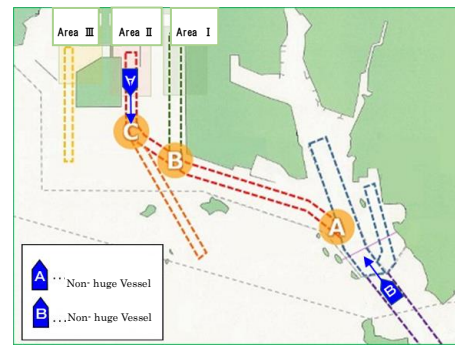 Area Ⅲ Area Ⅱ Area Ⅰ
A
C
B
A
B
A ...Non- huge Vessel
B ...Non- huge Vessel